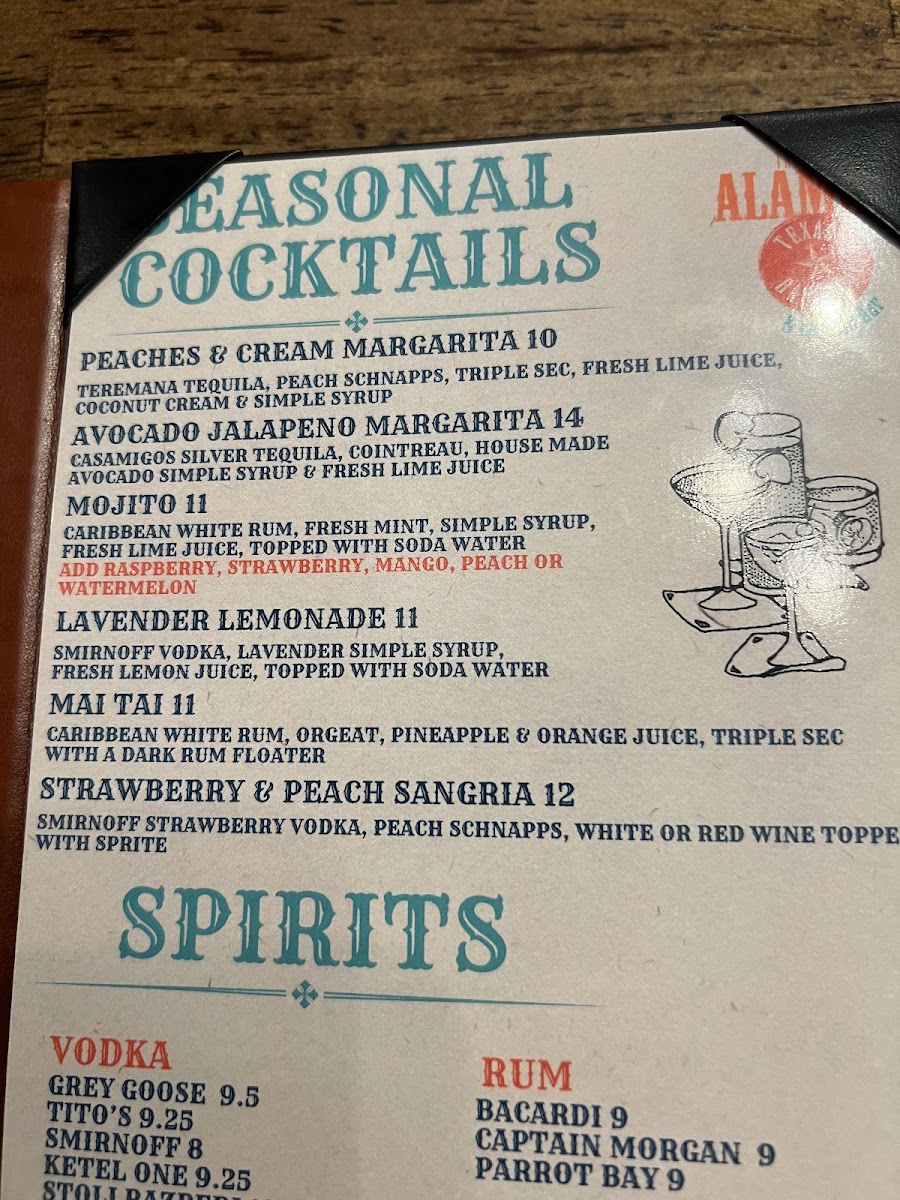 SEASONAL
COCKTAILS
TEXAS
PEACHES & CREAM MARGARITA 10
TEREMANA TEQUILA, PEACH SCHNAPPS, TRIPLE SEC, FRESH LIME JUICE,
COCONUT CREAM & SIMPLE SYRUP
AVOCADO JALAPENO MARGARITA 14
CASAMIGOS SILVER TEQUILA, COINTREAU, HOUSE MADE
AVOCADO SIMPLE SYRUP & FRESH LIME JUICE
MOJITO 11
CARIBBEAN WHITE RUM, FRESH MINT, SIMPLE SYRUP,
FRESH LIME JUICE, TOPPED WITH SODA WATER
ADD RASPBERRY, STRAWBERRY, MANGO, PEACH OR
WATERMELON
LAVENDER LEMONADE 11
SMIRNOFF VODKA, LAVENDER SIMPLE SYRUP,
FRESH LEMON JUICE, TOPPED WITH SODA WATER
MAI TAI 11
CARIBBEAN WHITE RUM, ORGEAT, PINEAPPLE & ORANGE JUICE, TRIPLE SEC
WITH A DARK RUM FLOATER
STRAWBERRY & PEACH SANGRIA 12
SMIRNOFF STRAWBERRY VODKA, PEACH SCHNAPPS, WHITE OR RED WINE TOPPE
WITH SPRITE
SPIRITS
VODKA
GREY GOOSE 9.5
TITO'S 9.25
SMIRNOFF 8
KETEL ONE 9.25
RUM
BACARDI 9
CAPTAIN MORGAN 9
PARROT BAY 9